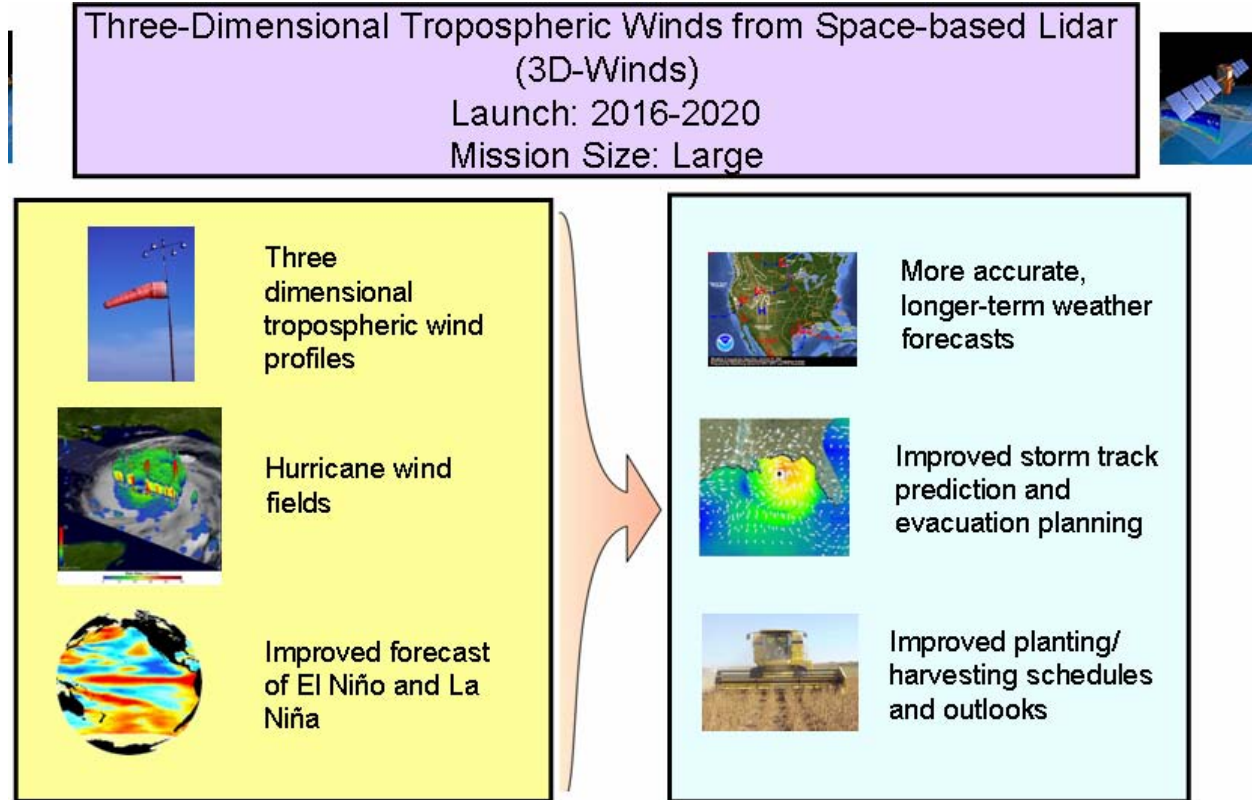 Three-Dimensional Tropospheric Winds from Space-based Lidar
(3D-Winds)
Launch: 2016-2020
Mission Size: Large
Three
dimensional
tropospheric wind
profiles
Hurricane wind
fields
Improved forecast
of El Niño and La
Niña
More accurate,
longer-term weather
forecasts
Improved storm track
prediction and
evacuation planning
Improved planting/
harvesting schedules
and outlooks